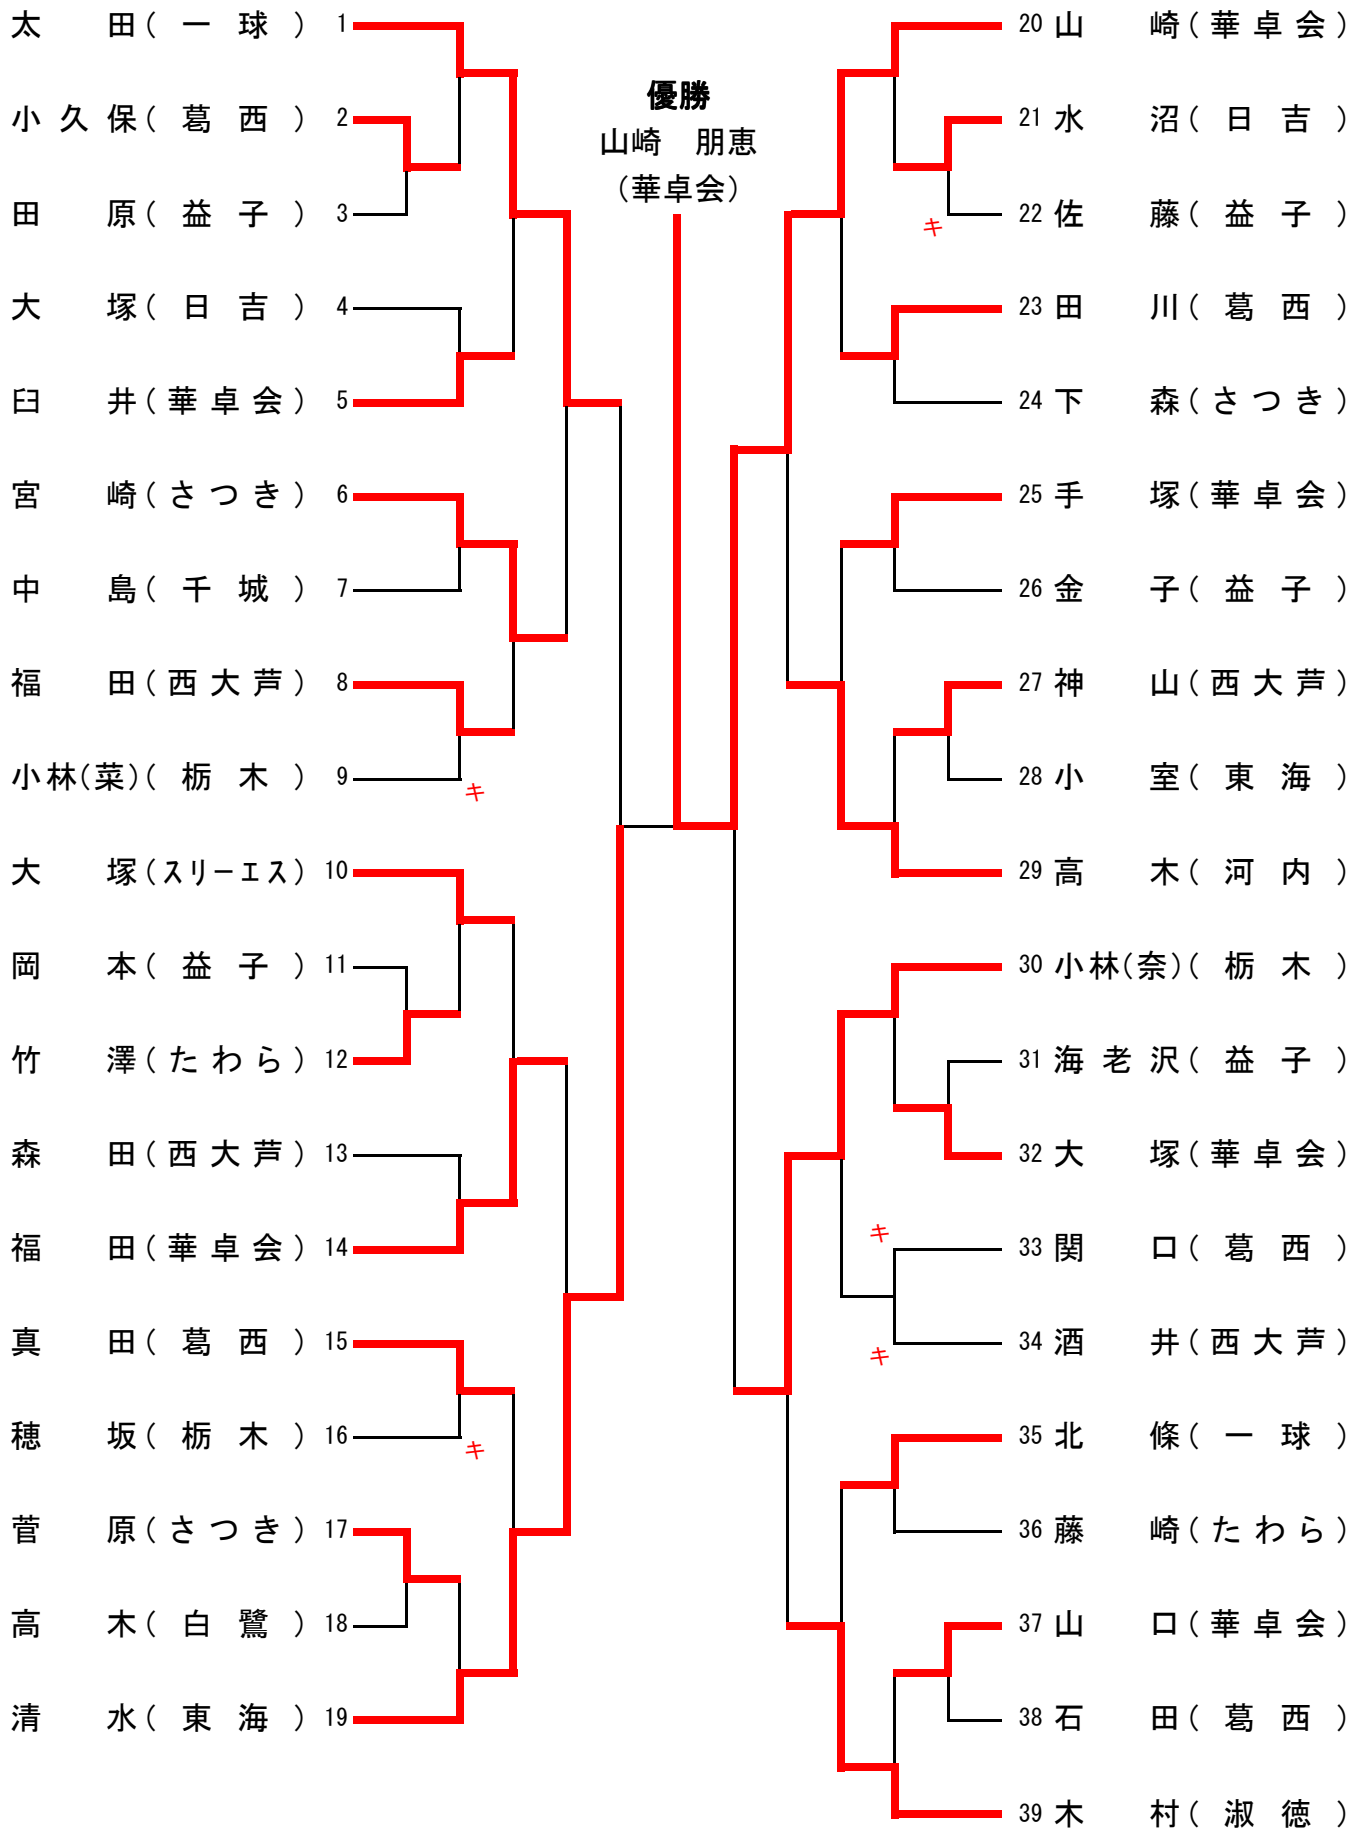 太田(一球) 1
小久保(葛西) 2
田原(益子) 3
大塚(日吉) 4
臼井(華卓会) 5
宮崎(さつき) 6
中島(千城) 7
福田(西大芦) 8
小林(菜)(栃木) 9
キ
大塚(スリーエス) 10
岡本(益子) 11
竹澤(たわら) 12
森田(西大芦) 13
福田(華卓会) 14
真田(葛西) 15
穂坂(栃木) 16
キ
菅原(さつき) 17
高木(白鷺) 18
清水(東海) 19
優勝
山崎 朋恵
(華卓会)
20 山崎(華卓会)
21 水沼(日吉)
22 佐藤(益子)
キ
23 田川(葛西)
24 下森(さつき)
25 手塚(華卓会)
26 金子(益子)
27 神山(西大芦)
28 小室(東海)
29 高木(河内)
30 小林(奈)(栃木)
31 海老沢(益子)
32 大塚(華卓会)
キ
33 関口(葛西)
34 酒井(西大芦)
キ
35 北條(一球)
36 藤崎(たわら)
37 山口(華卓会)
38 石田(葛西)
39 木村(淑徳)